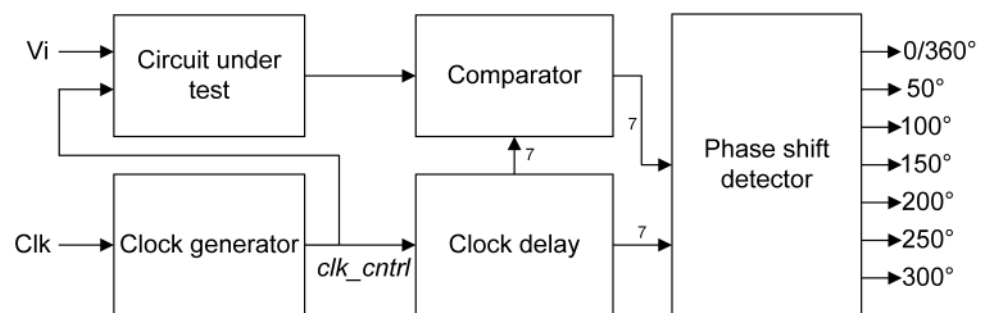 Vi
Circuit under
test
Comparator
7
7
Phase shift
detector
0/360°
50°
100°
150°
200°
250°
300°
Clk
Clock generator
clk_cntrl
Clock delay
7